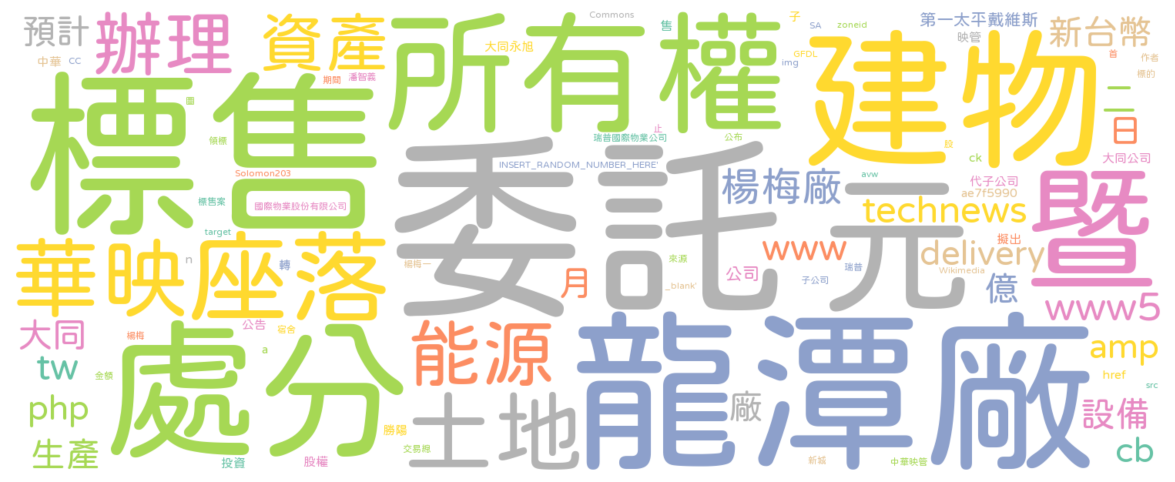 預計
辦理
資產
所有權
建物
Commons
子
SA
zoneid
第一太平戴維斯
新台幣
售
映管
首
作者
中華
cc
大同永旭
img
GFDL
標的
期間
潘智義
標售
圖
二
日
領標
止
瑞普國際物業公司
公布
委託
元
INSERT_RANDOM_NUMBER_HERE'
ck
大同公司
Solomon203
楊梅廠
avw
代子公司
ae7f5990
暨
標售案
國際物業股份有限公司
technews
target
華映
座落
www
擬出
delivery
n
轉
楊梅一
月
來源
公司
瑞普
Wikimedia
子公司
億
_blank'
www5
大同
公告
宿舍
能源
龍潭廠
楊梅
處分
amp
tw
a
金額
href
src
php
土地
廠
設備
勝陽
生產
投資
股權
交易相
新城
中華映管
cb